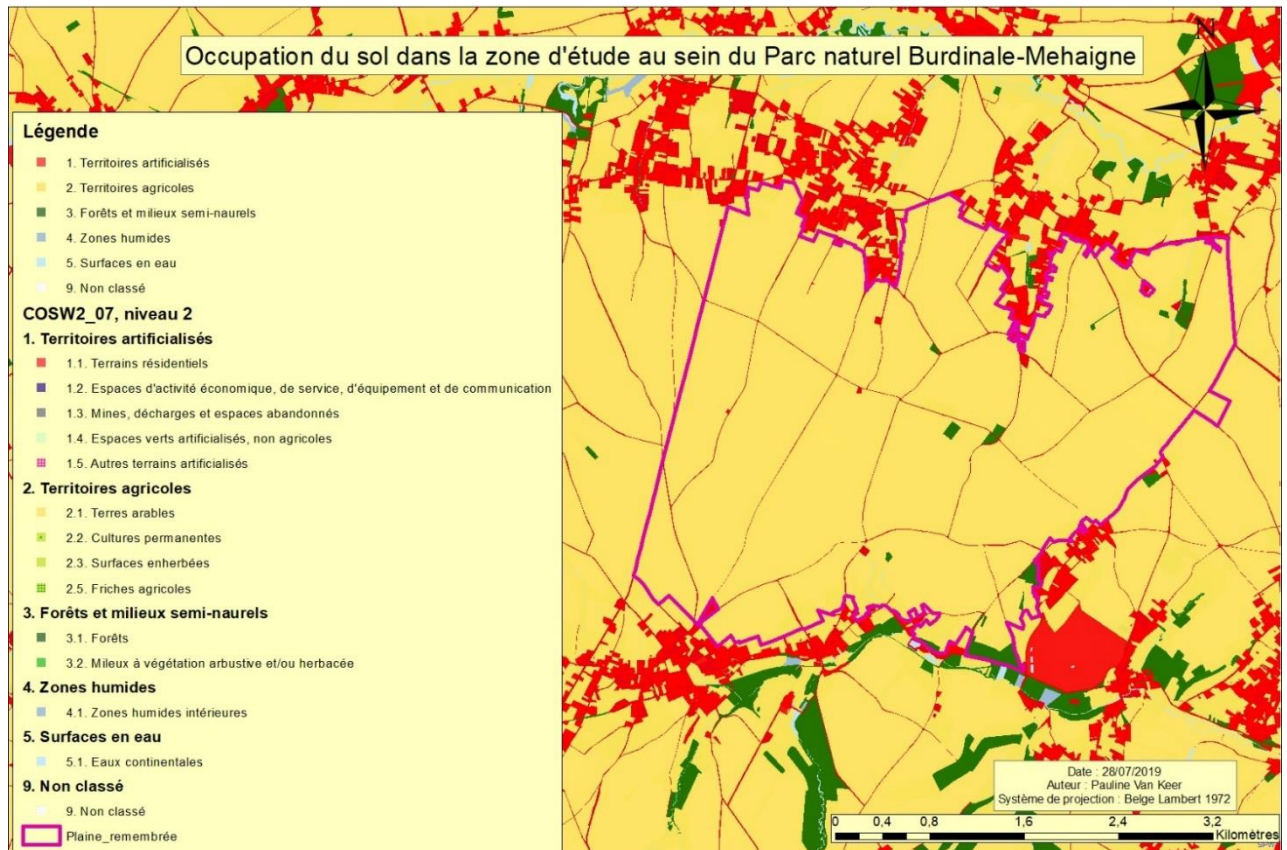 Occupation du sol dans la zone d'étude au sein du Parc naturel Burdinale-Mehaigne
N
Légende
1. Territoires artificialisés
2. Territoires agricoles
3. Forêts et milieux semi-naurels
4. Zones humides
5. Surfaces en eau
9. Non classé
COSW2_07, niveau 2
1. Territoires artificialisés
1.1. Terrains résidentiels
1.2. Espaces d'activité économique, de service, d'équipement et de communication
1.3. Mines, décharges et espaces abandonnés
1.4. Espaces verts artificialisés, non agricoles
1.5. Autres terrains artificialisés
2. Territoires agricoles
2.1. Terres arables
2.2. Cultures permanentes
2.3. Surfaces enherbées
2.5. Friches agricoles
3. Forêts et milieux semi-naurels
3.1. Forêts
3.2. Mileux à végétation arbustive et/ou herbacée
4. Zones humides
4.1. Zones humides intérieures
5. Surfaces en eau
5.1. Eaux continentales
9. Non classé
9. Non classé
Plaine_remembrée
Date : 28/07/2019
Auteur : Pauline Van Keer
Système de projection : Belge Lambert 1972
0 0,4 0,8 1,6 2,4 3,2
Kilomètres
SPW